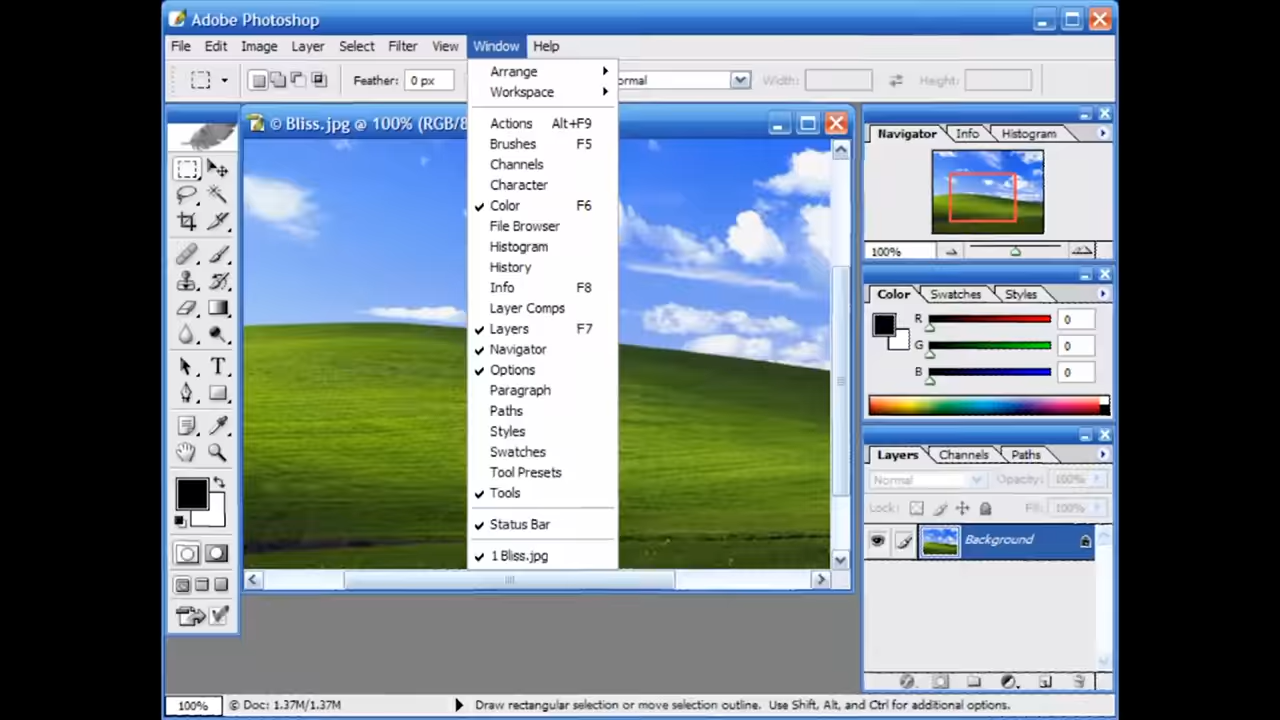 Adobe Photoshop
File Edit Image Layer Select Filter View Window Help
Feather: 0 px
ormal
Width:
Height:
© Bliss.jpg @ 100% (RGB/8
Arrange
Workspace
Actions Alt+F9
Brushes F5
Channels
Character
Color F6
File Browser
Histogram
History
Info F8
Layer Comps
Layers F7
Navigator
Options
Paragraph
Paths
Styles
Swatches
Tool Presets
Tools
Status Bar
1 Bliss.jpg
Navigator Info Histogram
100%
Color Swatches Styles
R 0
G 0
B 0
Layers Channels Paths
Normal Opacity: 100%
Lock: Fill: 100%
Background
T
100% © Doc: 1.37M/1.37M Draw rectangular selection or move selection outline. Use Shift, Alt, and Ctrl for additional options.